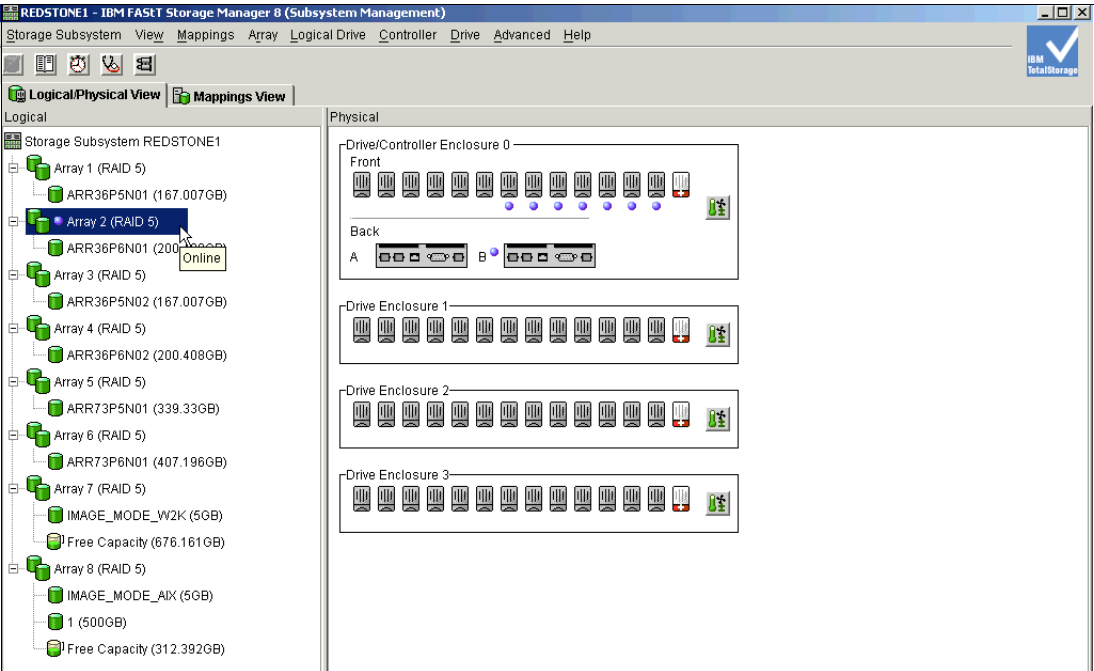 REDSTONE1 - IBM FAStT Storage Manager 8 (Subsystem Management)
Storage Subsystem View Mappings Array Logical Drive Controller Drive Advanced Help
IBM
TotalStorage
Logical/Physical View Mappings View
Logical
Storage Subsystem REDSTONE1
Array 1 (RAID 5)
ARR36P5N01 (167.007GB)
Array 2 (RAID 5)
ARR36P6N01 (200
Online
Array 3 (RAID 5)
ARR36P5N02 (167.007GB)
Array 4 (RAID 5)
ARR36P6N02 (200.408GB)
Array 5 (RAID 5)
ARR73P5N01 (339.33GB)
Array 6 (RAID 5)
ARR73P6N01 (407.196GB)
Array 7 (RAID 5)
IMAGE_MODE_W2K (5GB)
Free Capacity (676.161GB)
Array 8 (RAID 5)
IMAGE_MODE_AIX (5GB)
1 (500GB)
Free Capacity (312.392GB)
Physical
Drive/Controller Enclosure 0
Front
Back
A B
Drive Enclosure 1
Drive Enclosure 2
Drive Enclosure 3